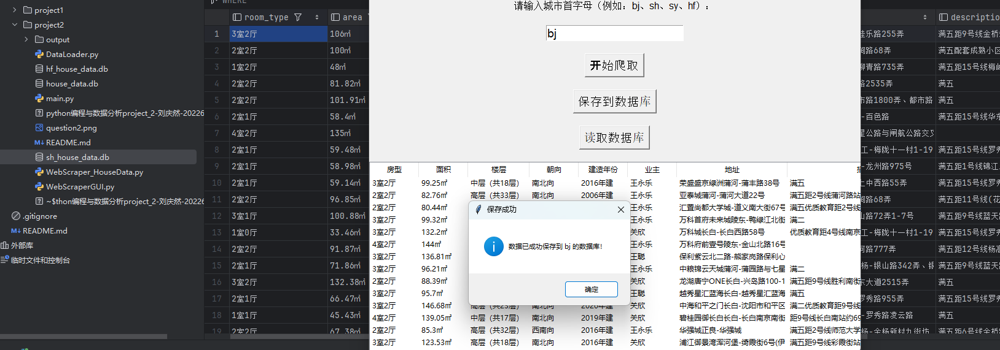 project1
project2
output
DataLoader.py
hf_house_data.db
house_data.db
main.py
python编程与数据分析project_2-刘庆然-20226
question2.png
README.md
sh_house_data.db
WebScraper_HouseData.py
WebScraperGUI.py
~$thon编程与数据分析project_2-刘庆然-20226
.gitignore
README.md
外部库
临时文件和控制台
WHERE
room_type area
1 3室2厅 106㎡
2 2室2厅 100㎡
3 1室2厅 48㎡
4 2室2厅 81.82㎡
5 2室2厅 101.91㎡
6 2室1厅 58.4㎡
7 4室2厅 135㎡
8 2室1厅 59.48㎡
9 2室1厅 58.98㎡
10 2室1厅 59.14㎡
11 2室2厅 96.85㎡
12 3室1厅 100.88㎡
13 1室0厅 33.46㎡
14 2室2厅 91.87㎡
15 2室1厅 71.86㎡
16 3室2厅 132.38㎡
17 2室1厅 66.47㎡
18 1室1厅 45.43㎡
19 2室2厅 67.38㎡
请输入城市首字母（例如：bj、sh、sy、hf）：
bj
开始爬取
保存到数据库
读取数据库
房型 面积 楼层 朝向 建造年份 业主 地址
3室2厅 99.25㎡ 中层（共18层） 南北向 2016年建 王永乐 荣盛盛京绿洲蒲河-蒲丰路38号 满五
2室2厅 82.76㎡ 高层（共33层） 南北向 2006年建 王永乐 亚泰城蒲河-蒲河大道22号 满五距2号线蒲河路站
2室2厅 80.44㎡ 王永乐 汇置尚都大学城-道义南大街67号 满五优质教育距2号线
3室2厅 99.32㎡ 王永乐 万科首府未来城陵东-鸭绿江北街 满二
3室2厅 132.2㎡ 关欣 万科城长白-长白西路58号 优质教育距4号线南京
4室2厅 144㎡ 王永乐 万科府前壹号陵东-金山北路16号
3室2厅 136.81㎡ 王聪 保利紫云北二路-熊家岗路保利心
3室2厅 96.21㎡ 王永乐 中粮锦云天城蒲河-蒲园路与七星 满二
2室2厅 88.39㎡ 关欣 龙湖唐宁ONE长白-兴岛路100-1 满五距9号线胜利南街
3室2厅 95.7㎡ 王聪 越秀星汇蓝海长白-越秀星汇蓝海 满五
3室2厅 146.68㎡ 高层（共23层） 南北向 2020年建 关欣 中海和平之门长白-沈阳市和平区 满二优质教育距9号线
4室2厅 139.05㎡ 中层（共17层） 南北向 2019年建 关欣 碧桂园御长白长白-长白南京南街 距9号线长白南站约69
2室2厅 85.3㎡ 高层（共32层） 西南向 2016年建 王永乐 华强城正良-华强城 满五距2号线师范大学
3室2厅 123.53㎡ 高层（共18层） 南北向 2016年建 关欣 浦江御景湾浑河堡-绮霞街6号(伊 满五距9号线彩霞街站
保存成功
数据已成功保存到 bj 的数据库！
确定
descriptio
桂乐路255弄 满五距9号线金桥
路68弄 满五配套成熟小区
柳青路735弄 满五距15号线梅岭
路2535弄 满五
市路1800弄、都市路 满五
-百色路 满五距15号线华东
星公路与闸航公路交叉
工-梅陇十一村1-19 满五距15号线罗秀
-龙州路975号 满五距1号线锦江
上中西路55弄 满五距15号线罗秀
路68弄 满五距11号线(花
山路72弄1-7号 满五距9号线蓝天
工-梅陇十一村1-19 满五距15号线罗秀
河路777弄 满五距12号线杨高
杨-银山路342弄、银 满五距9号线蓝天
东大道2515弄 满五
罗秀路955弄 满五距15号线罗秀
-罗秀路凌云路 满五
杨-金杨新村九街坊 满五距6号线金桥